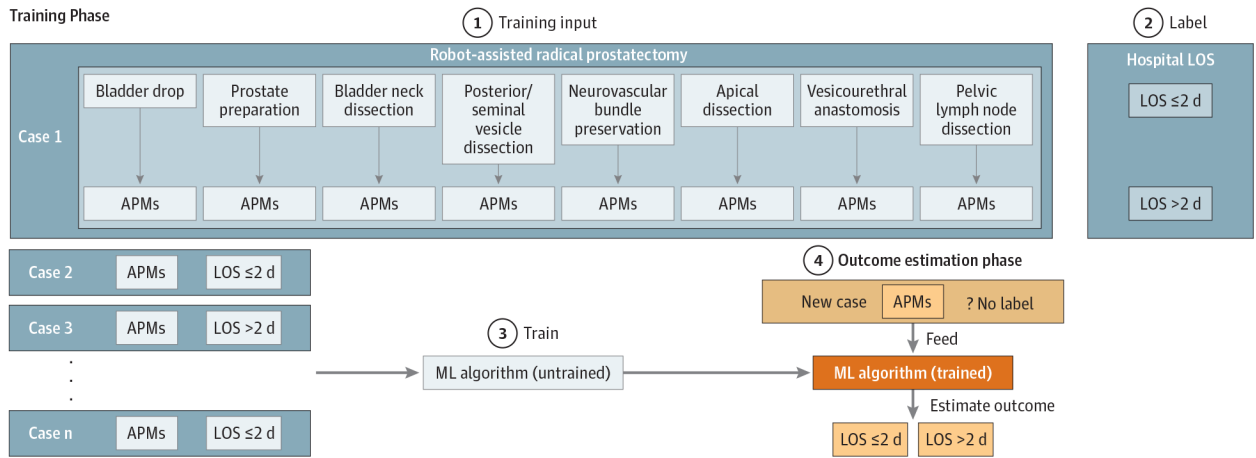 Training Phase
1 Training input
2 Label
Robot-assisted radical prostatectomy
Hospital LOS
Case 1
Bladder drop
Prostate
preparation
Bladder neck
dissection
Posterior/
seminal
vesicle
dissection
Neurovascular
bundle
preservation
Apical
dissection
Vesicourethral
anastomosis
Pelvic
lymph node
dissection
LOS ≤2 d
APMs
APMs
APMs
APMs
APMs
APMs
APMs
APMs
LOS >2 d
Case 2 APMs LOS ≤2 d
Case 3 APMs LOS >2 d
.
.
.
Case n APMs LOS ≤2 d
3 Train
ML algorithm (untrained)
4 Outcome estimation phase
New case APMs ? No label
Feed
ML algorithm (trained)
Estimate outcome
LOS ≤2 d LOS >2 d